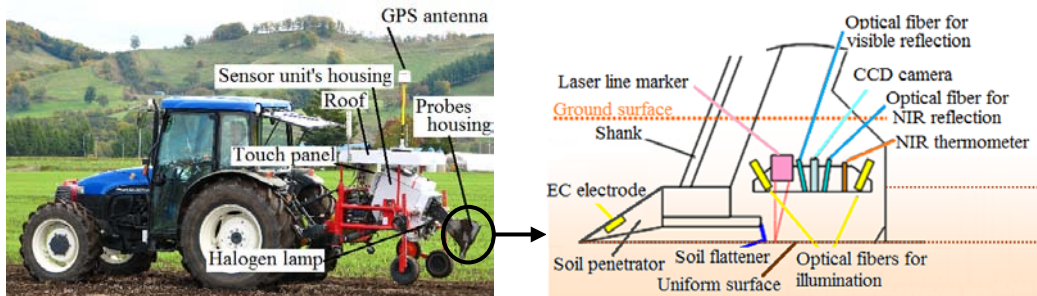 GPS antenna
Sensor unit's housing
Roof
Probes
housing
Touch panel
Halogen lamp
Optical fiber for
visible reflection
CCD camera
Laser line marker
Optical fiber for
NIR reflection
Ground surface
Shank
NIR thermometer
EC electrode
Soil penetrator
Soil flattener
Uniform surface
Optical fibers for
illumination